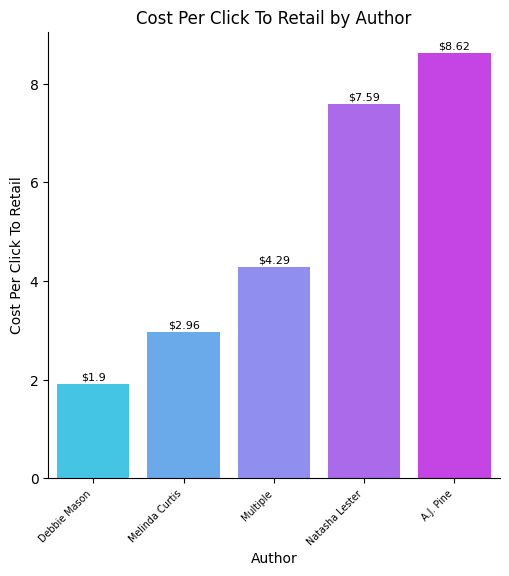 Cost Per Click To Retail by Author
Cost Per Click To Retail
8
6
4
2
0
$1.9
$2.96
$4.29
$7.59
$8.62
Debbie Mason
Melinda Curtis
Multiple
Natasha Lester
A.J. Pine
Author